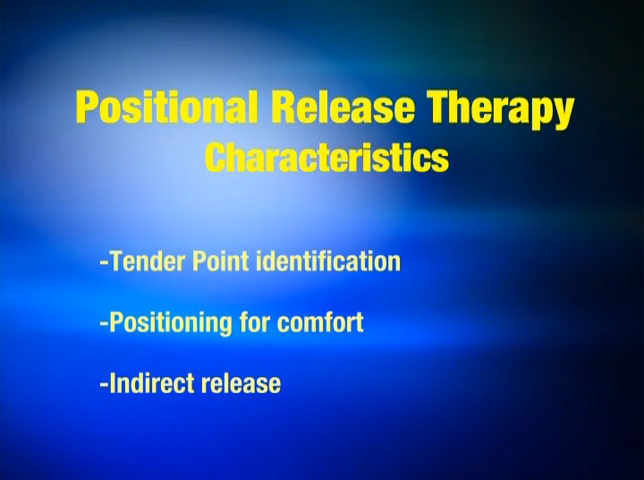 Positional Release Therapy
Characteristics
-Tender Point identification
-Positioning for comfort
-Indirect release